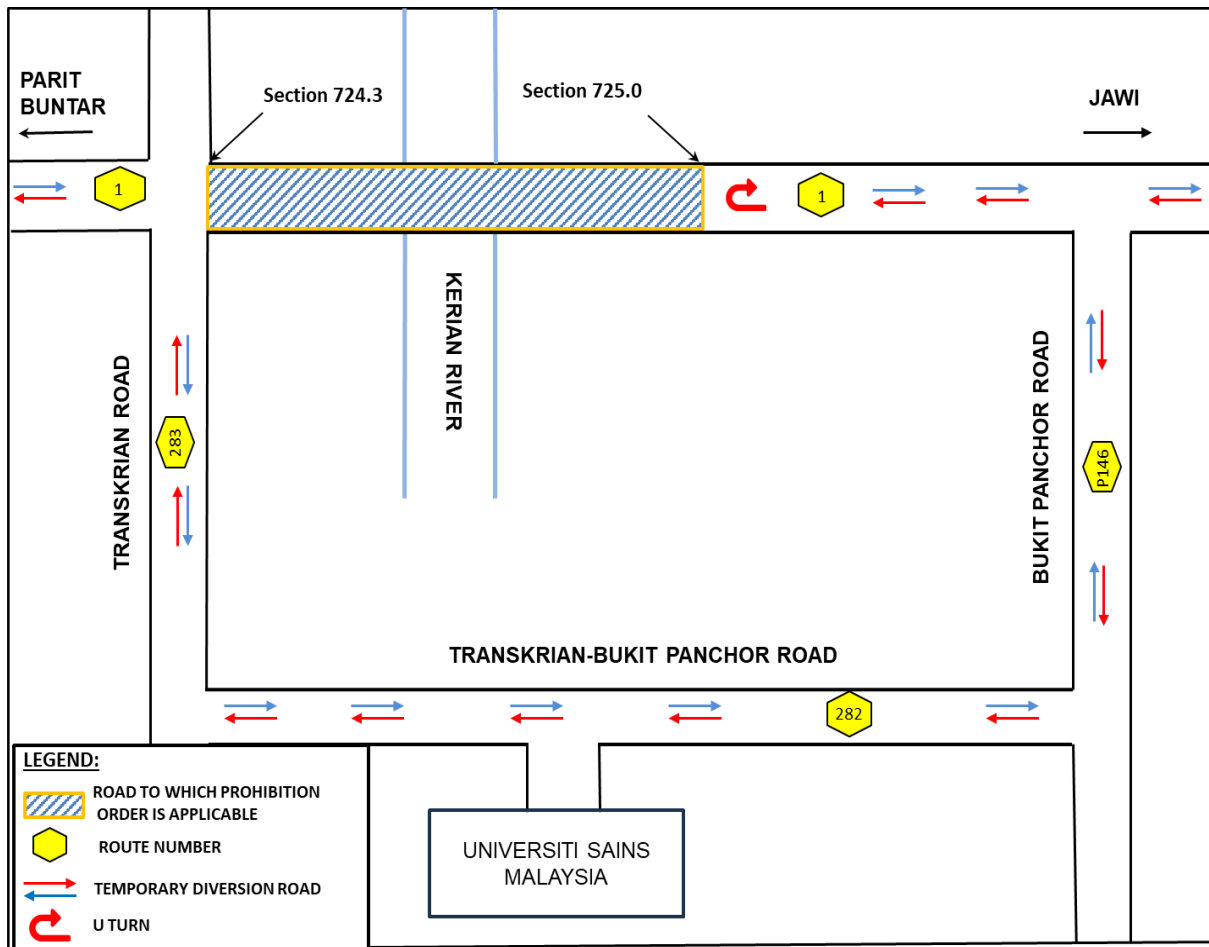 PARIT
BUNTAR
Section 724.3
Section 725.0
JAWI
1
1
KERIAN RIVER
TRANSKRIAN ROAD
283
BUKIT PANCHOR ROAD
P146
TRANSKRIAN-BUKIT PANCHOR ROAD
282
LEGEND:
ROAD TO WHICH PROHIBITION
ORDER IS APPLICABLE
ROUTE NUMBER
TEMPORARY DIVERSION ROAD
U TURN
UNIVERSITI SAINS
MALAYSIA